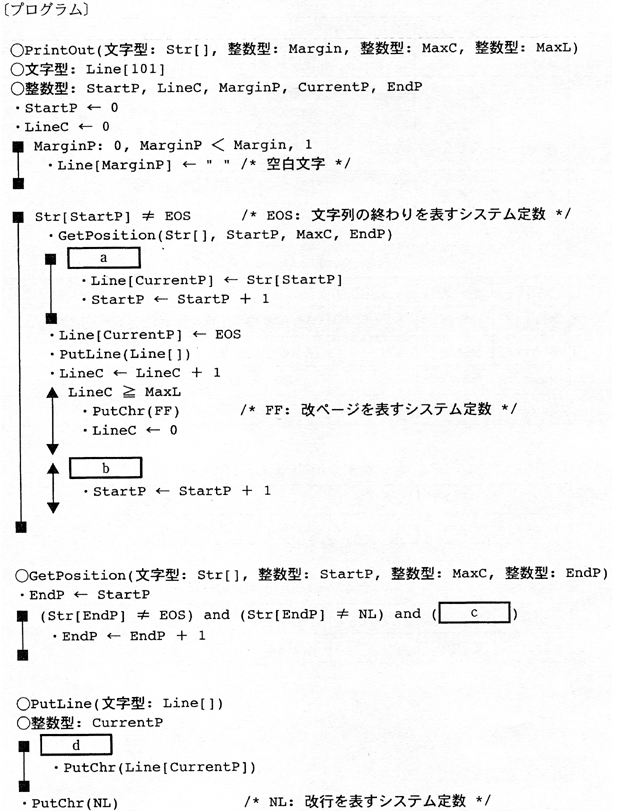 〔プログラム〕
○PrintOut(文字型: Str[], 整数型: Margin, 整数型: MaxC, 整数型: MaxL)
○文字型: Line[101]
○整数型: StartP, LineC, MarginP, CurrentP, EndP
・StartP ← 0
・LineC ← 0
■ MarginP: 0, MarginP < Margin, 1
・Line[MarginP] ← " " /* 空白文字 */
■ Str[StartP] ≠ EOS /* EOS: 文字列の終わりを表すシステム定数 */
・GetPosition(Str[], StartP, MaxC, EndP)
a
・Line[CurrentP] ← Str[StartP]
・StartP ← StartP + 1
・Line[CurrentP] ← EOS
・PutLine(Line[])
・LineC ← LineC + 1
▲ LineC ≧ MaxL
・PutChr(FF) /* FF: 改ページを表すシステム定数 */
・LineC ← 0
▼
b
・StartP ← StartP + 1
○GetPosition(文字型: Str[], 整数型: StartP, 整数型: MaxC, 整数型: EndP)
・EndP ← StartP
■ (Str[EndP] ≠ EOS) and (Str[EndP] ≠ NL) and ( c )
・EndP ← EndP + 1
○PutLine(文字型: Line[])
○整数型: CurrentP
d
・PutChr(Line[CurrentP])
・PutChr(NL) /* NL: 改行を表すシステム定数 */